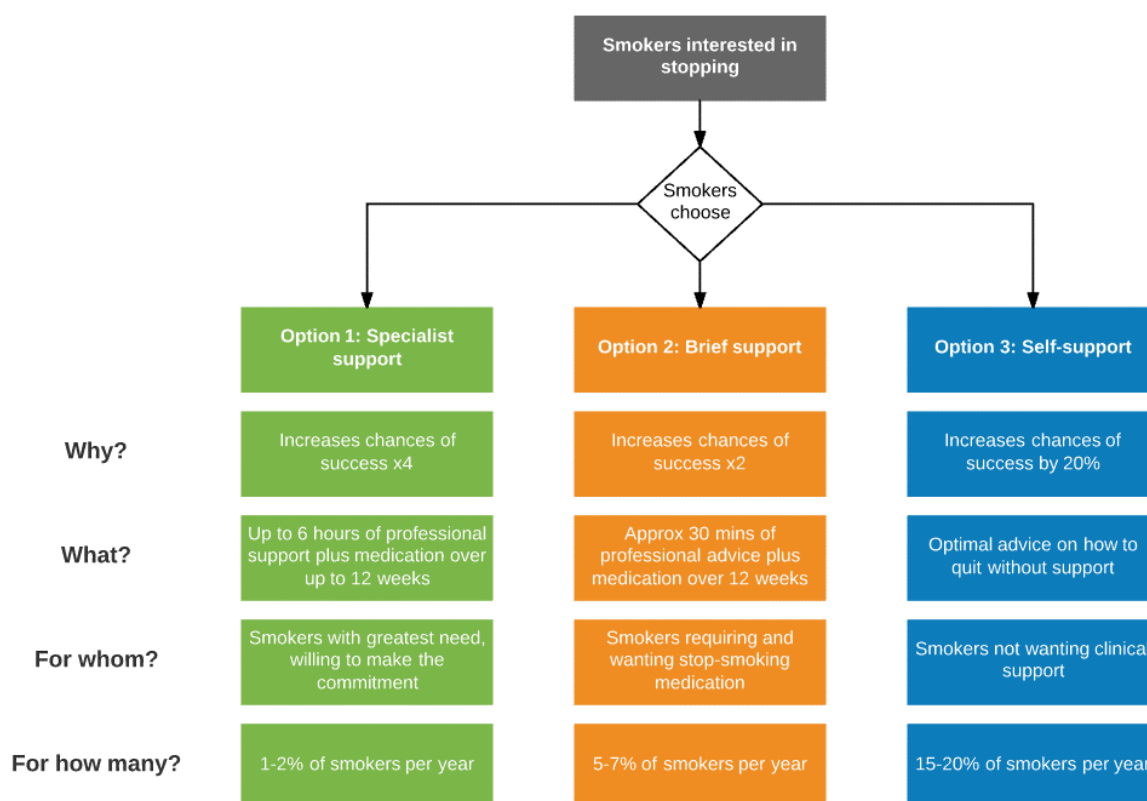 Smokers interested in
stopping
Smokers
choose
Option 1: Specialist
support
Option 2: Brief support
Option 3: Self-support
Why?
Increases chances of
success x4
Increases chances of
success x2
Increases chances of
success by 20%
What?
Up to 6 hours of professional
support plus medication over
up to 12 weeks
Approx 30 mins of
professional advice plus
medication over 12 weeks
Optimal advice on how to
quit without support
For whom?
Smokers with greatest need,
willing to make the
commitment
Smokers requiring and
wanting stop-smoking
medication
Smokers not wanting clinical
support
For how many?
1-2% of smokers per year
5-7% of smokers per year
15-20% of smokers per year